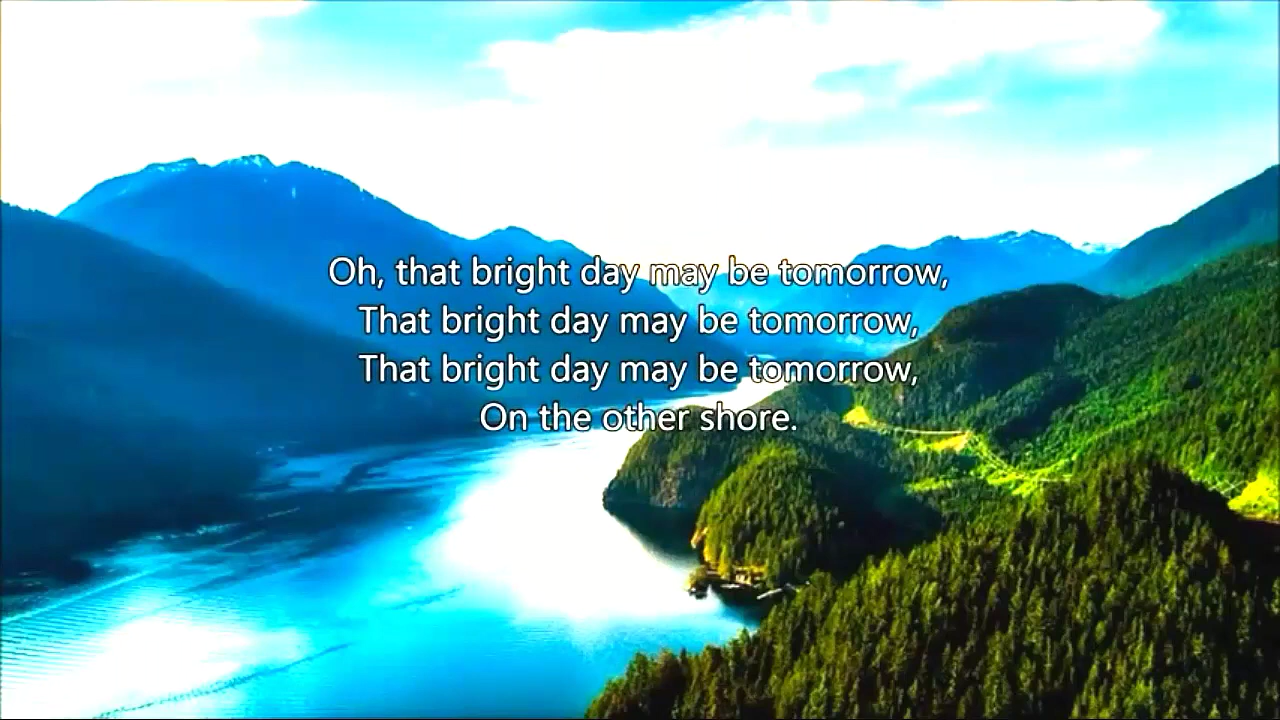 Oh, that bright day may be tomorrow,
That bright day may be tomorrow,
That bright day may be tomorrow,
On the other shore.